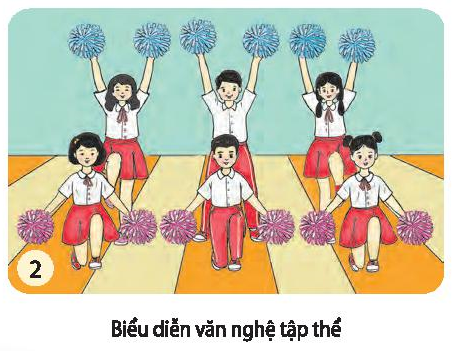 2
Biểu diễn văn nghệ tập thể